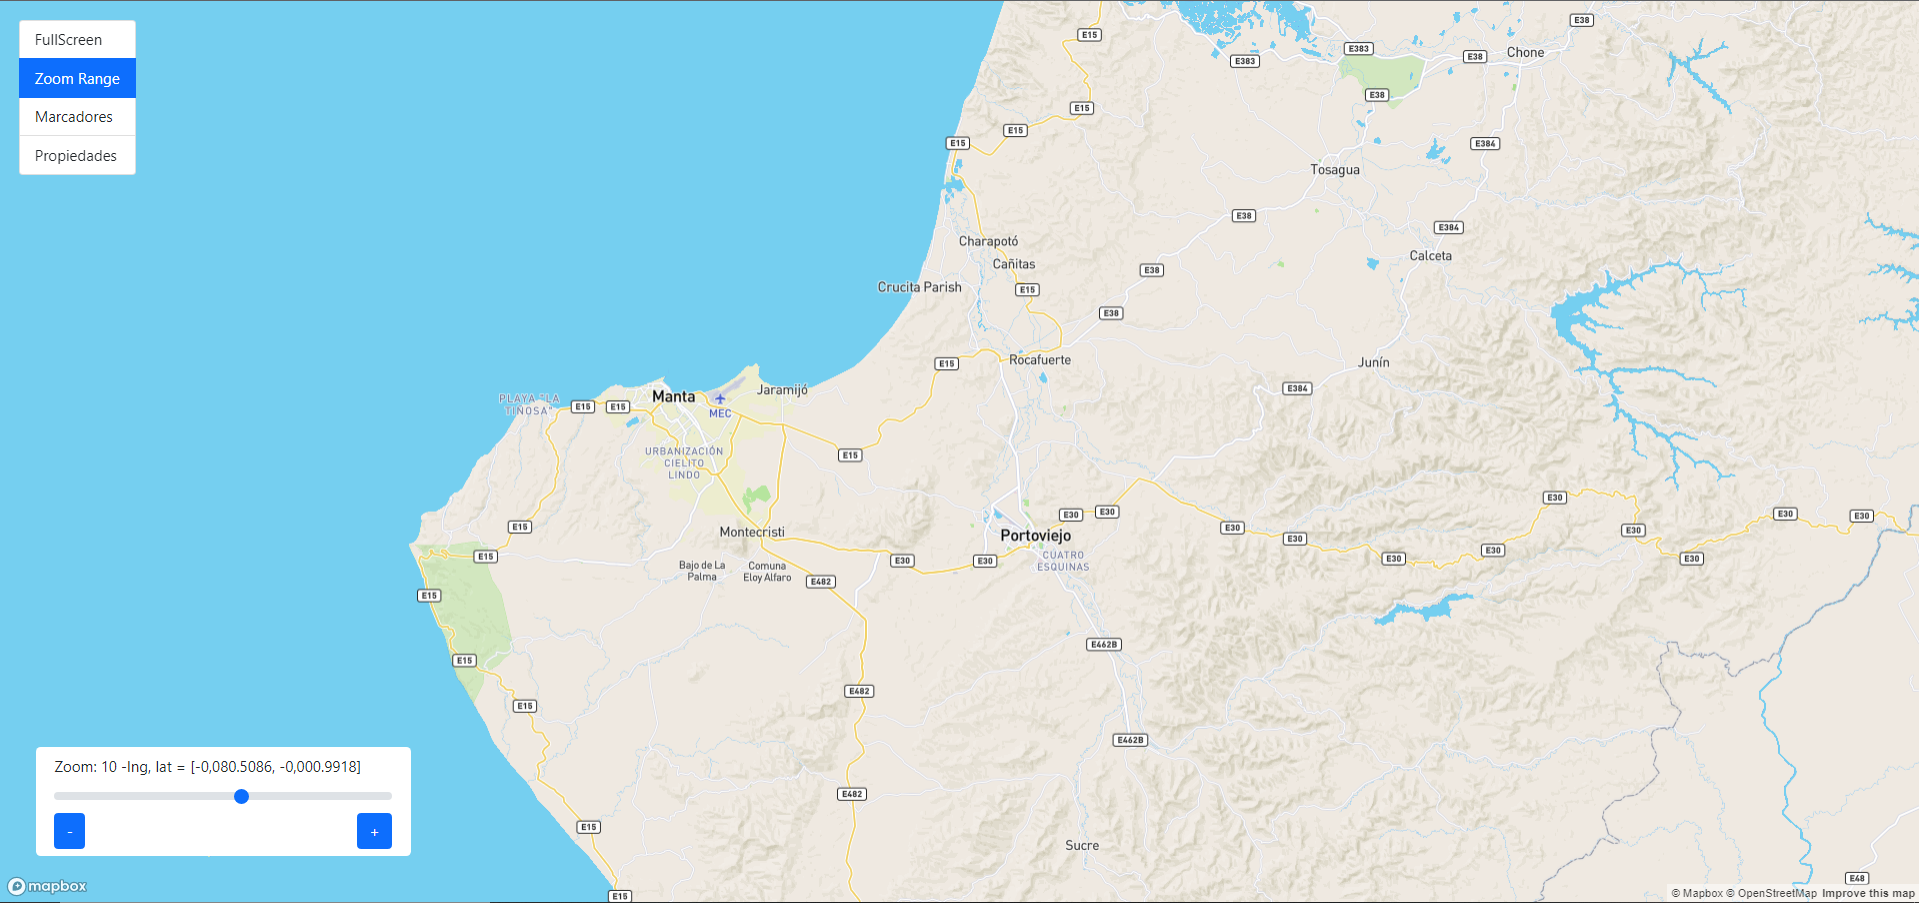 FullScreen
Zoom Range
Marcadores
Propiedades
E15
E383
E383
E38
Chone
E38
E38
E15
E15
E15
E384
Tosagua
E38
E384
Charapotó
Calceta
Cañitas
E38
Crucita Parish
E15
E38
Rocafuerte
E15
Junín
E384
Jaramijó
Manta
MEC
PLAYA "LA
TIÑOSA"
E15
E15
URBANIZACIÓN
CIELITO
LINDO
E15
E30
E30
E30
E30
E30
E15
E30
E30
Montecristi
Portoviejo
E30
E30
E30
E30
CUATRO
ESQUINAS
E15
E30
E30
Bajo de La
Palma
Comuna
Eloy Alfaro
E482
E15
E462B
E15
E482
E15
E462B
Zoom: 10 -lng, lat = [-0,080.5086, -0,000.9918]
-
+
E482
E15
Sucre
E48
E15
mapbox
© Mapbox © OpenStreetMap Improve this map